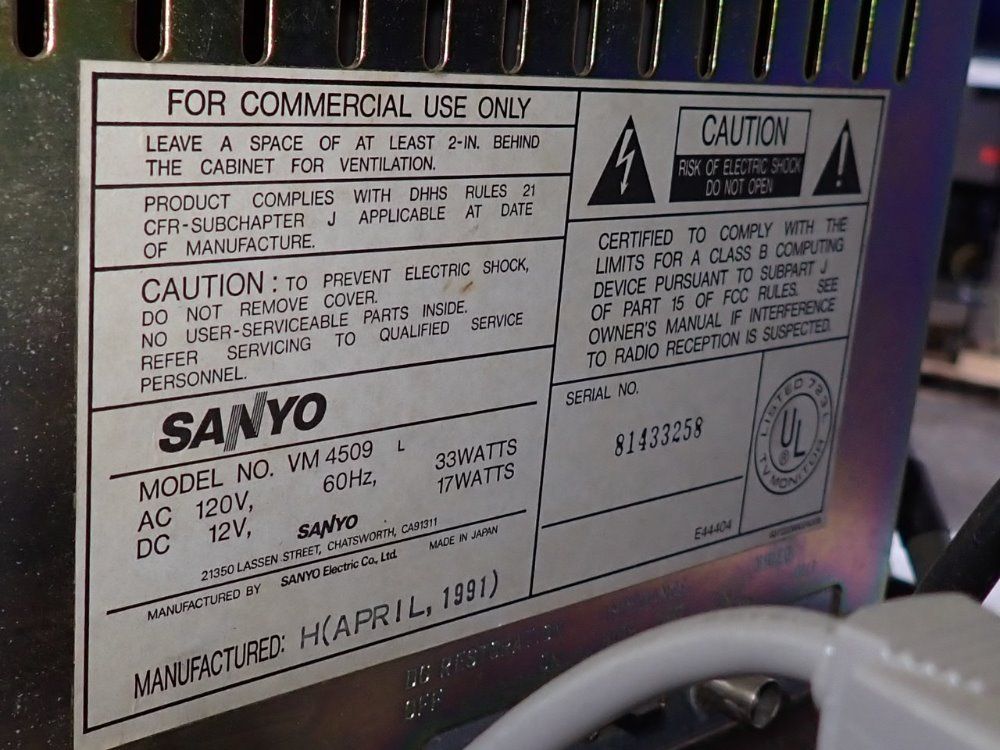 FOR COMMERCIAL USE ONLY
LEAVE A SPACE OF AT LEAST 2-IN. BEHIND
THE CABINET FOR VENTILATION.
PRODUCT COMPLIES WITH DHHS RULES 21
CFR-SUBCHAPTER J APPLICABLE AT DATE
OF MANUFACTURE.
CAUTION : TO PREVENT ELECTRIC SHOCK,
DO NOT REMOVE COVER.
NO USER-SERVICEABLE PARTS INSIDE.
REFER SERVICING TO QUALIFIED SERVICE
PERSONNEL.
SANYO
MODEL NO. VM 4509 L
AC 120V, 60Hz, 33WATTS
DC 12V, 17WATTS
SANYO
21350 LASSEN STREET, CHATSWORTH, CA91311
MANUFACTURED BY SANYO Electric Co., Ltd. MADE IN JAPAN
MANUFACTURED: H(APRIL, 1991)
CAUTION
RISK OF ELECTRIC SHOCK
DO NOT OPEN
CERTIFIED TO COMPLY WITH THE
LIMITS FOR A CLASS B COMPUTING
DEVICE PURSUANT TO SUBPART J
OF PART 15 OF FCC RULES. SEE
OWNER'S MANUAL IF INTERFERENCE
TO RADIO RECEPTION IS SUSPECTED.
SERIAL NO.
81433258
LISTED 7Z91
UL
TV MONITOR
E44404
DC RESTORATION
OFF